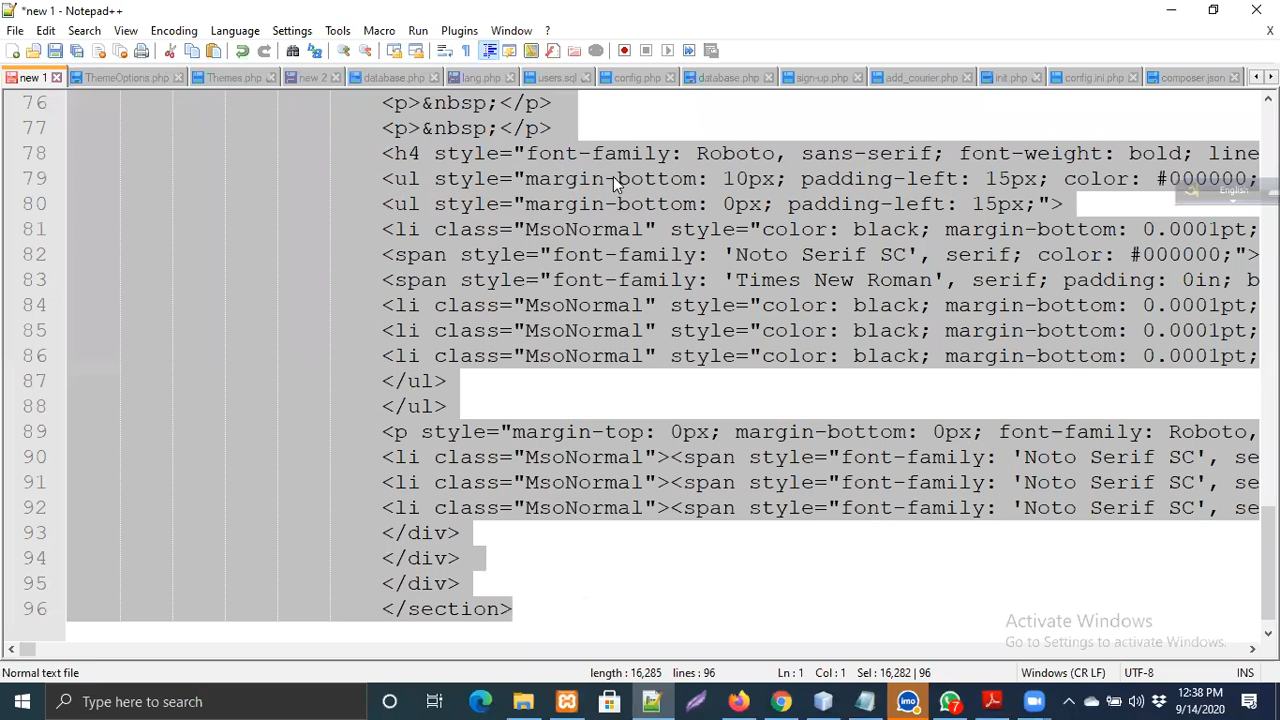 *new 1 - Notepad++
File Edit Search View Encoding Language Settings Tools Macro Run Plugins Window ? X
new 1 ThemeOptions.php Themes.php new 2 database.php lang.php users.sql config.php database.php sign-up.php add_courier.php init.php config.ini.php composer.json
76 <p>&nbsp;</p>
77 <p>&nbsp;</p>
78 <h4 style="font-family: Roboto, sans-serif; font-weight: bold; line
79 <ul style="margin-bottom: 10px; padding-left: 15px; color: #000000;
80 <ul style="margin-bottom: 0px; padding-left: 15px;">
English
81 <li class="MsoNormal" style="color: black; margin-bottom: 0.0001pt;
82 <span style="font-family: 'Noto Serif SC', serif; color: #000000;">
83 <span style="font-family: 'Times New Roman', serif; padding: 0in; b
84 <li class="MsoNormal" style="color: black; margin-bottom: 0.0001pt;
85 <li class="MsoNormal" style="color: black; margin-bottom: 0.0001pt;
86 <li class="MsoNormal" style="color: black; margin-bottom: 0.0001pt;
87 </ul>
88 </ul>
89 <p style="margin-top: 0px; margin-bottom: 0px; font-family: Roboto,
90 <li class="MsoNormal"><span style="font-family: 'Noto Serif SC', se
91 <li class="MsoNormal"><span style="font-family: 'Noto Serif SC', se
92 <li class="MsoNormal"><span style="font-family: 'Noto Serif SC', se
93 </div>
94 </div>
95 </div>
96 </section>
Activate Windows
Go to Settings to activate Windows.
Normal text file length : 16,285 lines : 96 Ln : 1 Col : 1 Sel : 16,282 | 96 Windows (CR LF) UTF-8 INS
Type here to search imo 7 12:38 PM
9/14/2020